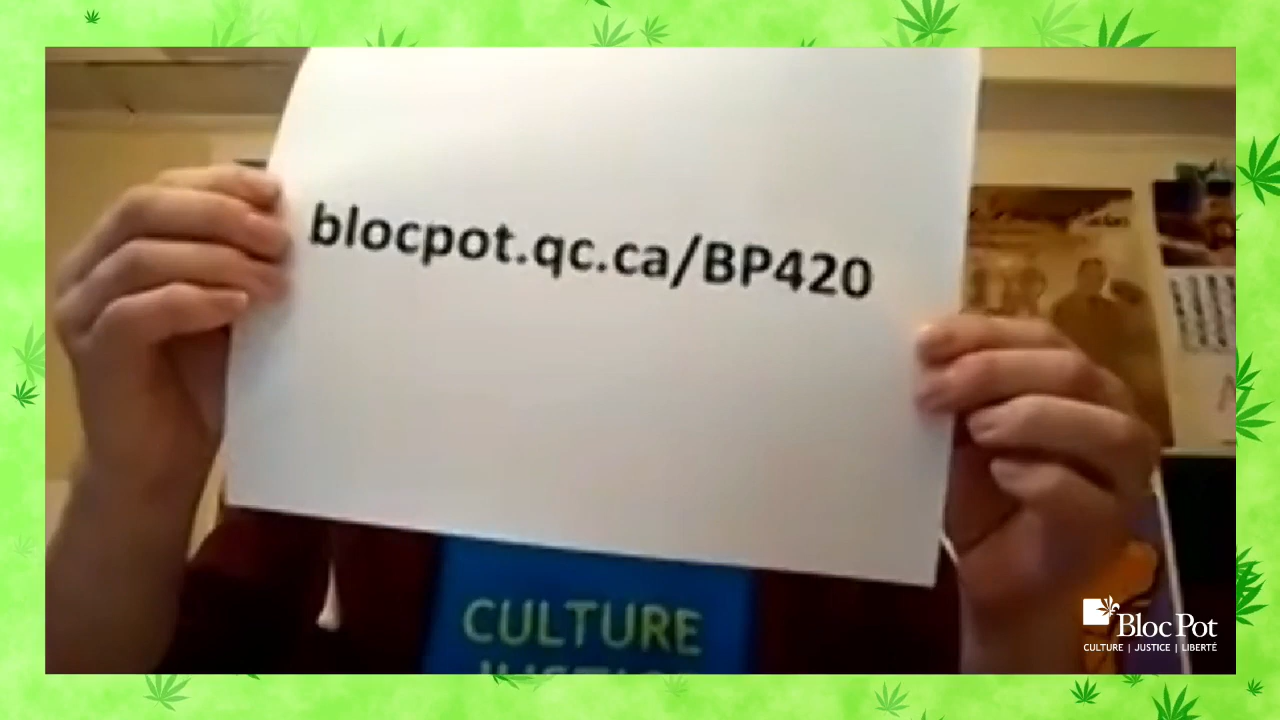 blocpot.qc.ca/BP420
CULTURE
Bloc Pot
CULTURE | JUSTICE | LIBERTÉ